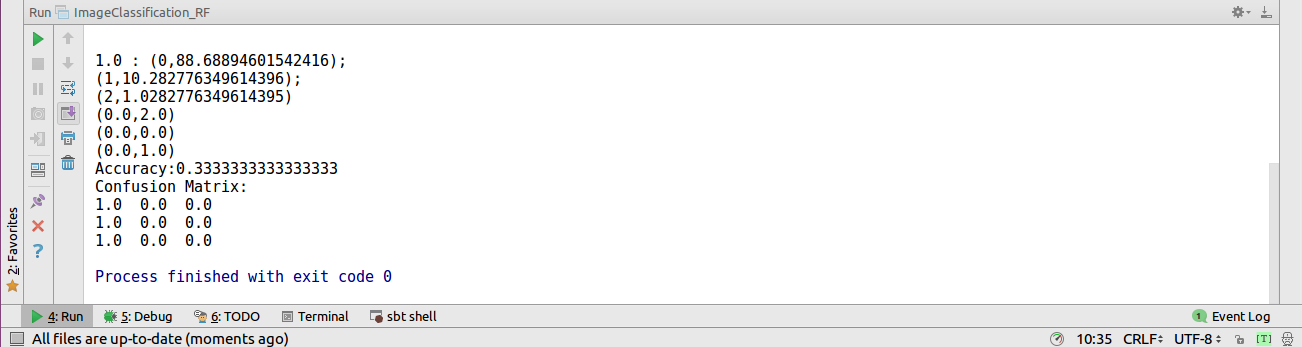 Run ImageClassification_RF
1.0 : (0,88.68894601542416);
(1,10.282776349614396);
(2,1.0282776349614395)
(0.0,2.0)
(0.0,0.0)
(0.0,1.0)
Accuracy:0.3333333333333333
Confusion Matrix:
1.0  0.0  0.0
1.0  0.0  0.0
1.0  0.0  0.0
Process finished with exit code 0
2: Favorites
4: Run 5: Debug 6: TODO Terminal sbt shell 1 Event Log
All files are up-to-date (moments ago) 10:35 CRLF UTF-8 [T]